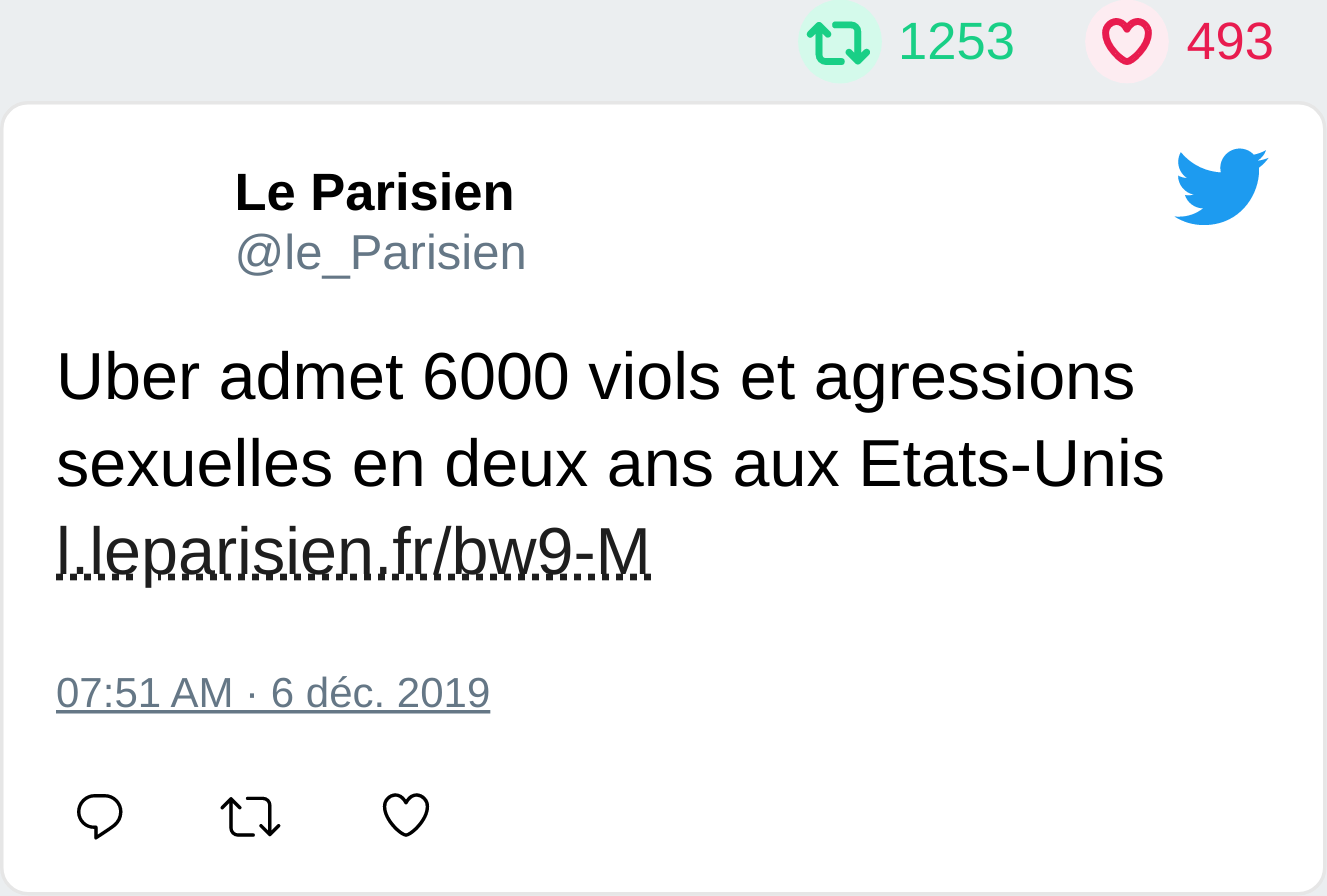 1253 493
Le Parisien
@le_Parisien
Uber admet 6000 viols et agressions
sexuelles en deux ans aux Etats-Unis
l.leparisien.fr/bw9-M
07:51 AM · 6 déc. 2019